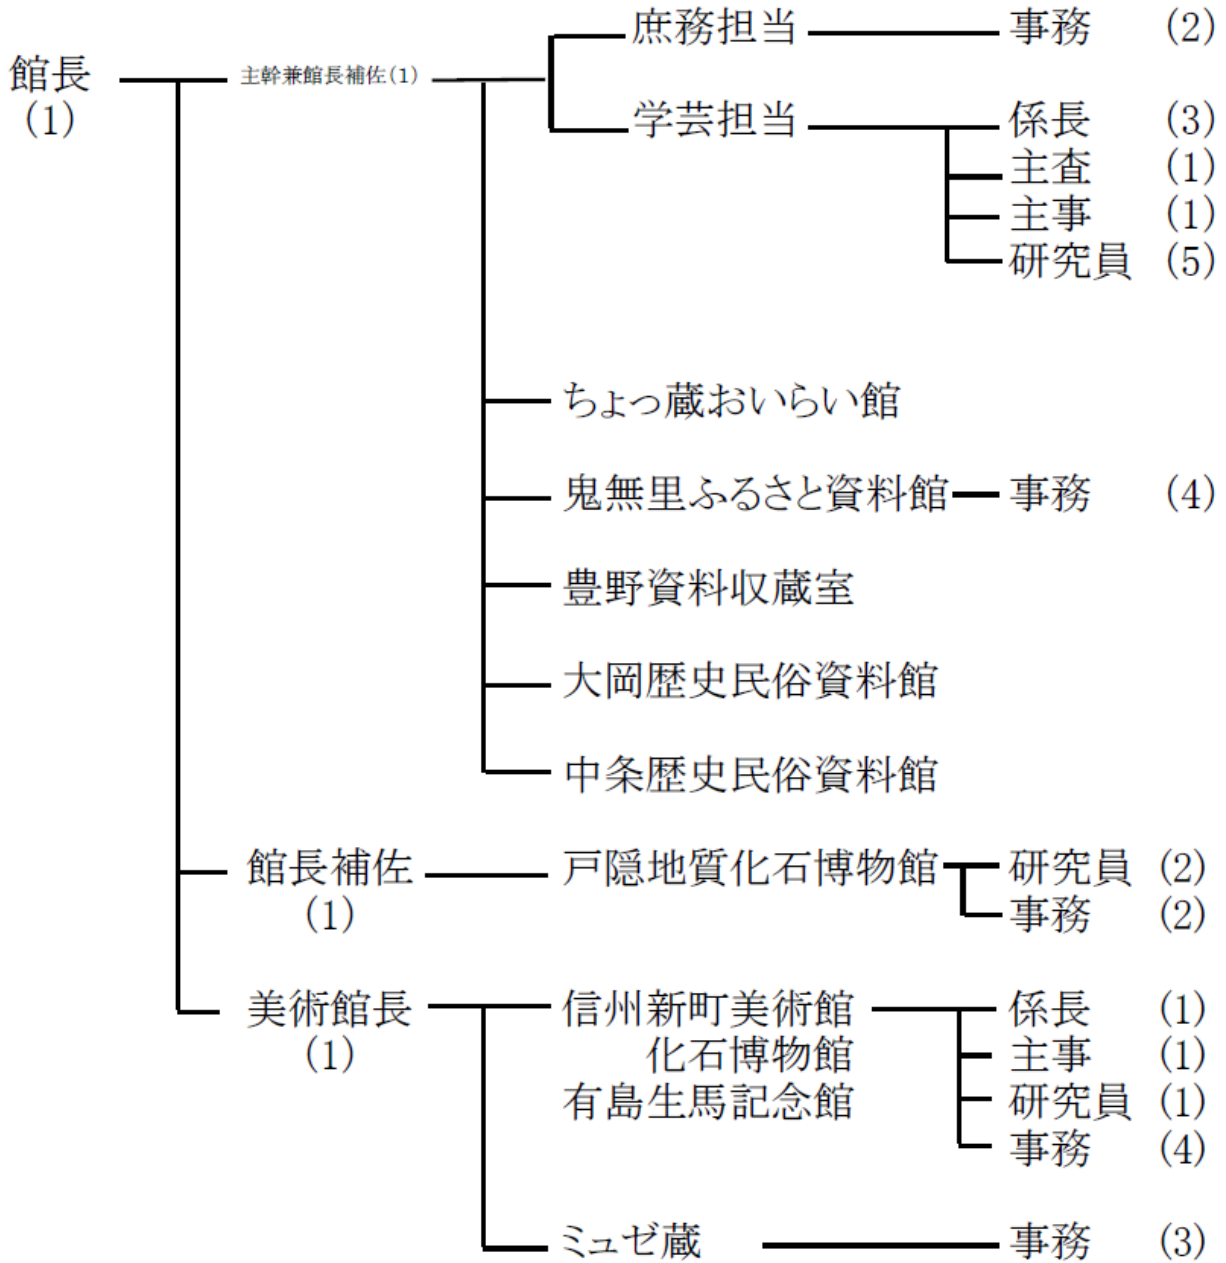 庶務担当 事務 (2)
館長 主幹兼館長補佐(1)
(1)
学芸担当 係長 (3)
主査 (1)
主事 (1)
研究員 (5)
ちょっ蔵おいらい館
鬼無里ふるさと資料館 事務 (4)
豊野資料収蔵室
大岡歴史民俗資料館
中条歴史民俗資料館
館長補佐 戸隠地質化石博物館 研究員 (2)
(1) 事務 (2)
美術館長 信州新町美術館 係長 (1)
(1) 化石博物館 主事 (1)
有島生馬記念館 研究員 (1)
事務 (4)
ミュゼ蔵 事務 (3)